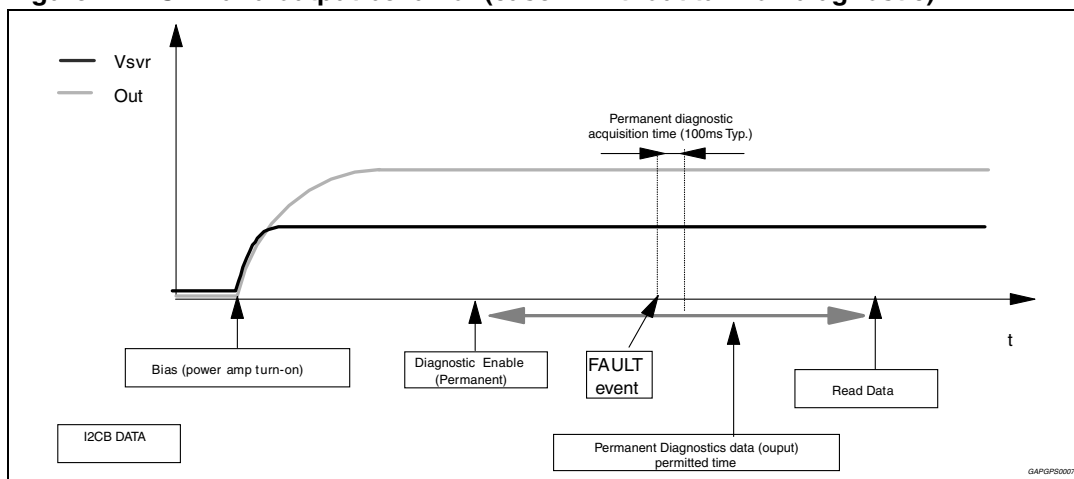 Vsvr
Out
Permanent diagnostic
acquisition time (100ms Typ.)
t
Bias (power amp turn-on)
Diagnostic Enable
(Permanent)
FAULT
event
Read Data
I2CB DATA
Permanent Diagnostics data (ouput)
permitted time
GAPGPS0007